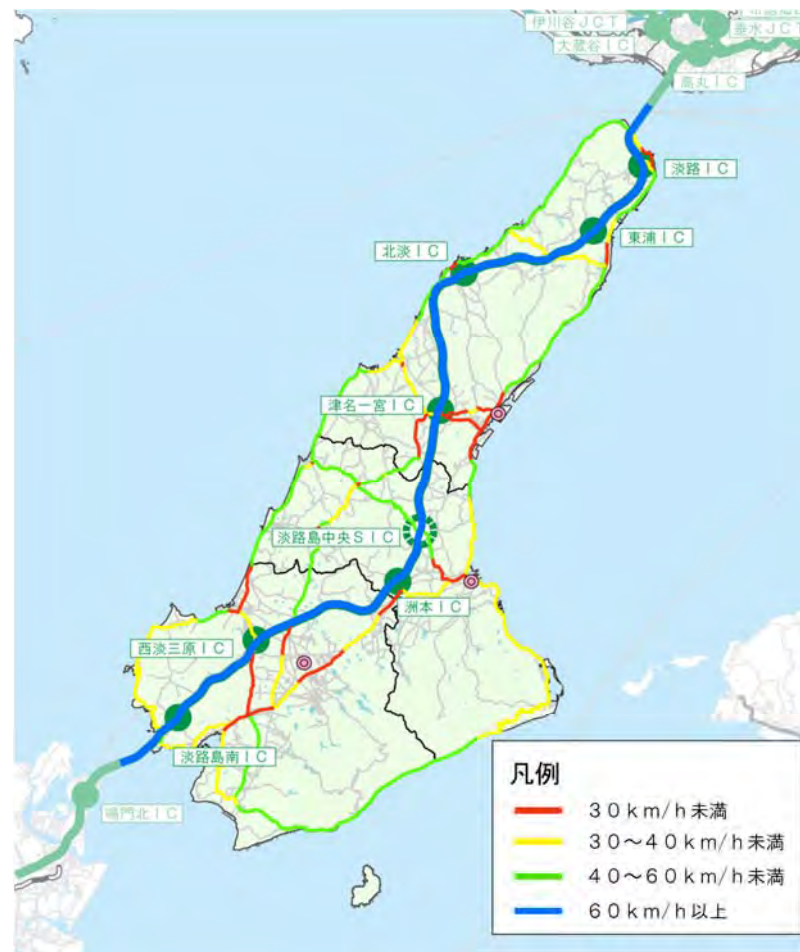 伊川谷ＪＣＴ
垂水ＪＣＴ
大蔵谷ＩＣ
高丸ＩＣ
淡路ＩＣ
東浦ＩＣ
北淡ＩＣ
津名一宮ＩＣ
淡路島中央ＳＩＣ
洲本ＩＣ
西淡三原ＩＣ
淡路島南ＩＣ
鳴門北ＩＣ
凡例
３０ｋｍ/ｈ未満
３０～４０ｋｍ/ｈ未満
４０～６０ｋｍ/ｈ未満
６０ｋｍ/ｈ以上